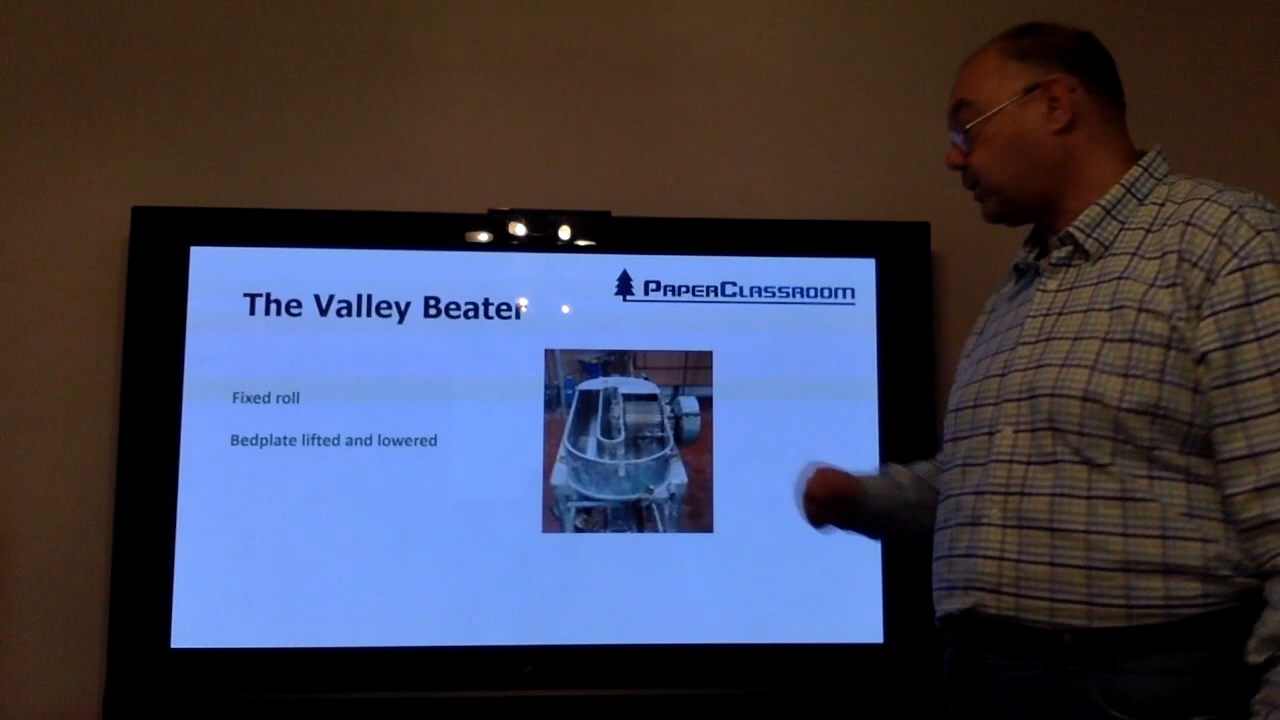 PaperClassroom
The Valley Beater
Fixed roll
Bedplate lifted and lowered